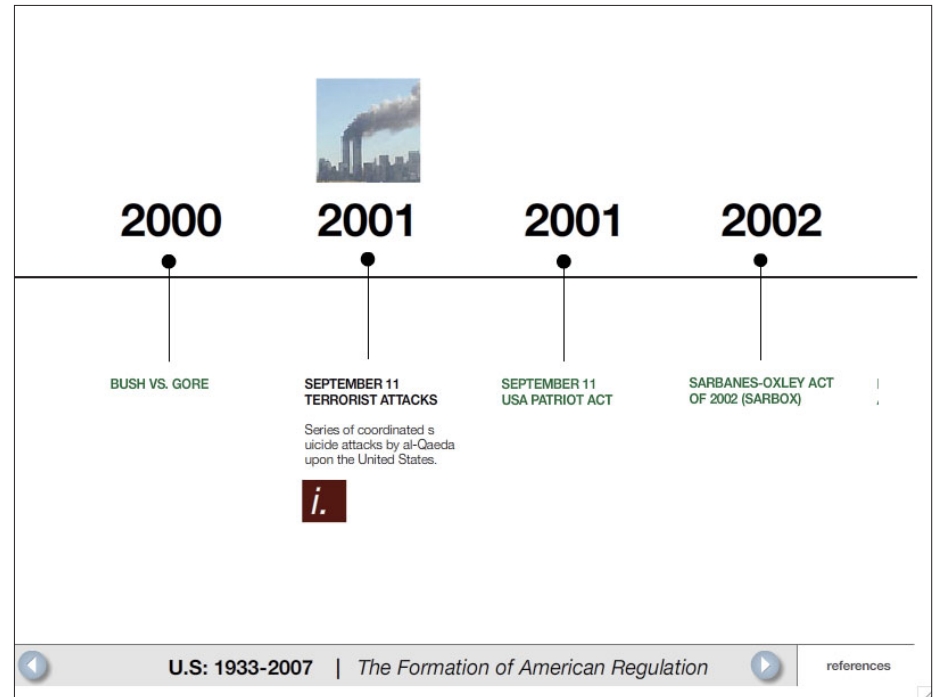 2000
2001
2001
2002
BUSH VS. GORE
SEPTEMBER 11
TERRORIST ATTACKS
Series of coordinated s
uicide attacks by al-Qaeda
upon the United States.
i.
SEPTEMBER 11
USA PATRIOT ACT
SARBANES-OXLEY ACT
OF 2002 (SARBOX)
U.S: 1933-2007 | The Formation of American Regulation
references